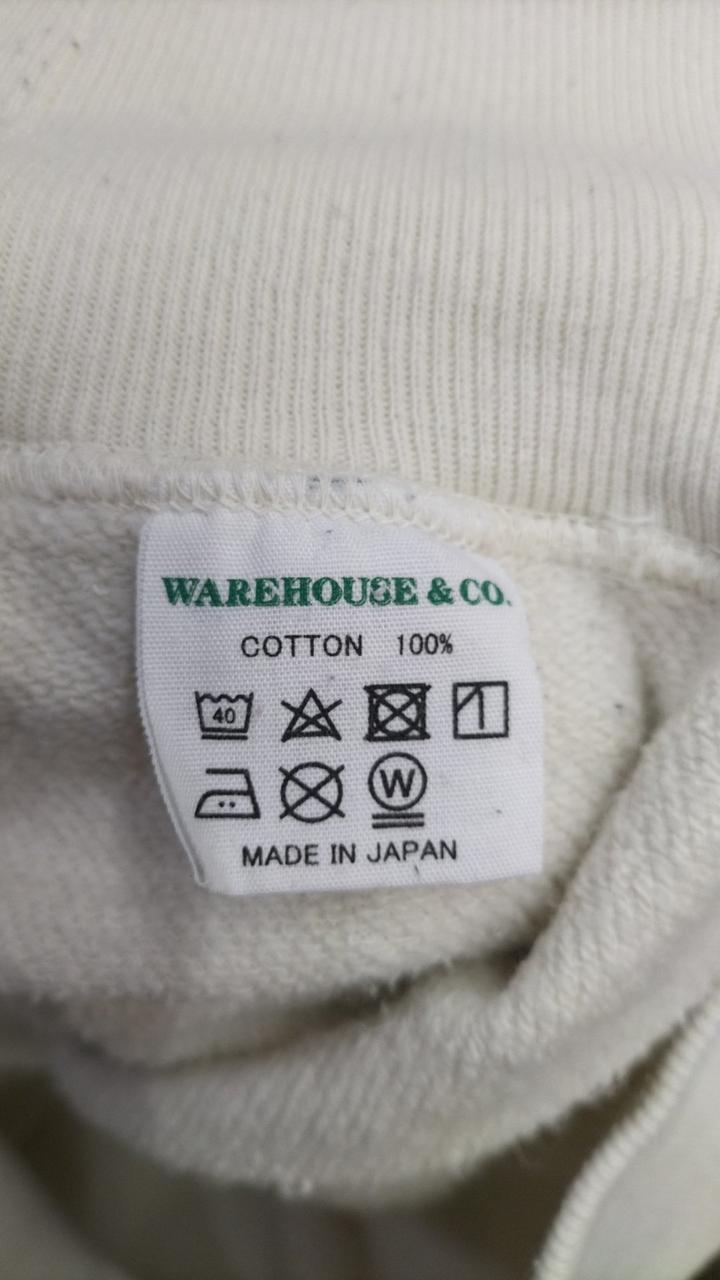 WAREHOUSE & CO.
COTTON 100%
40
W
MADE IN JAPAN